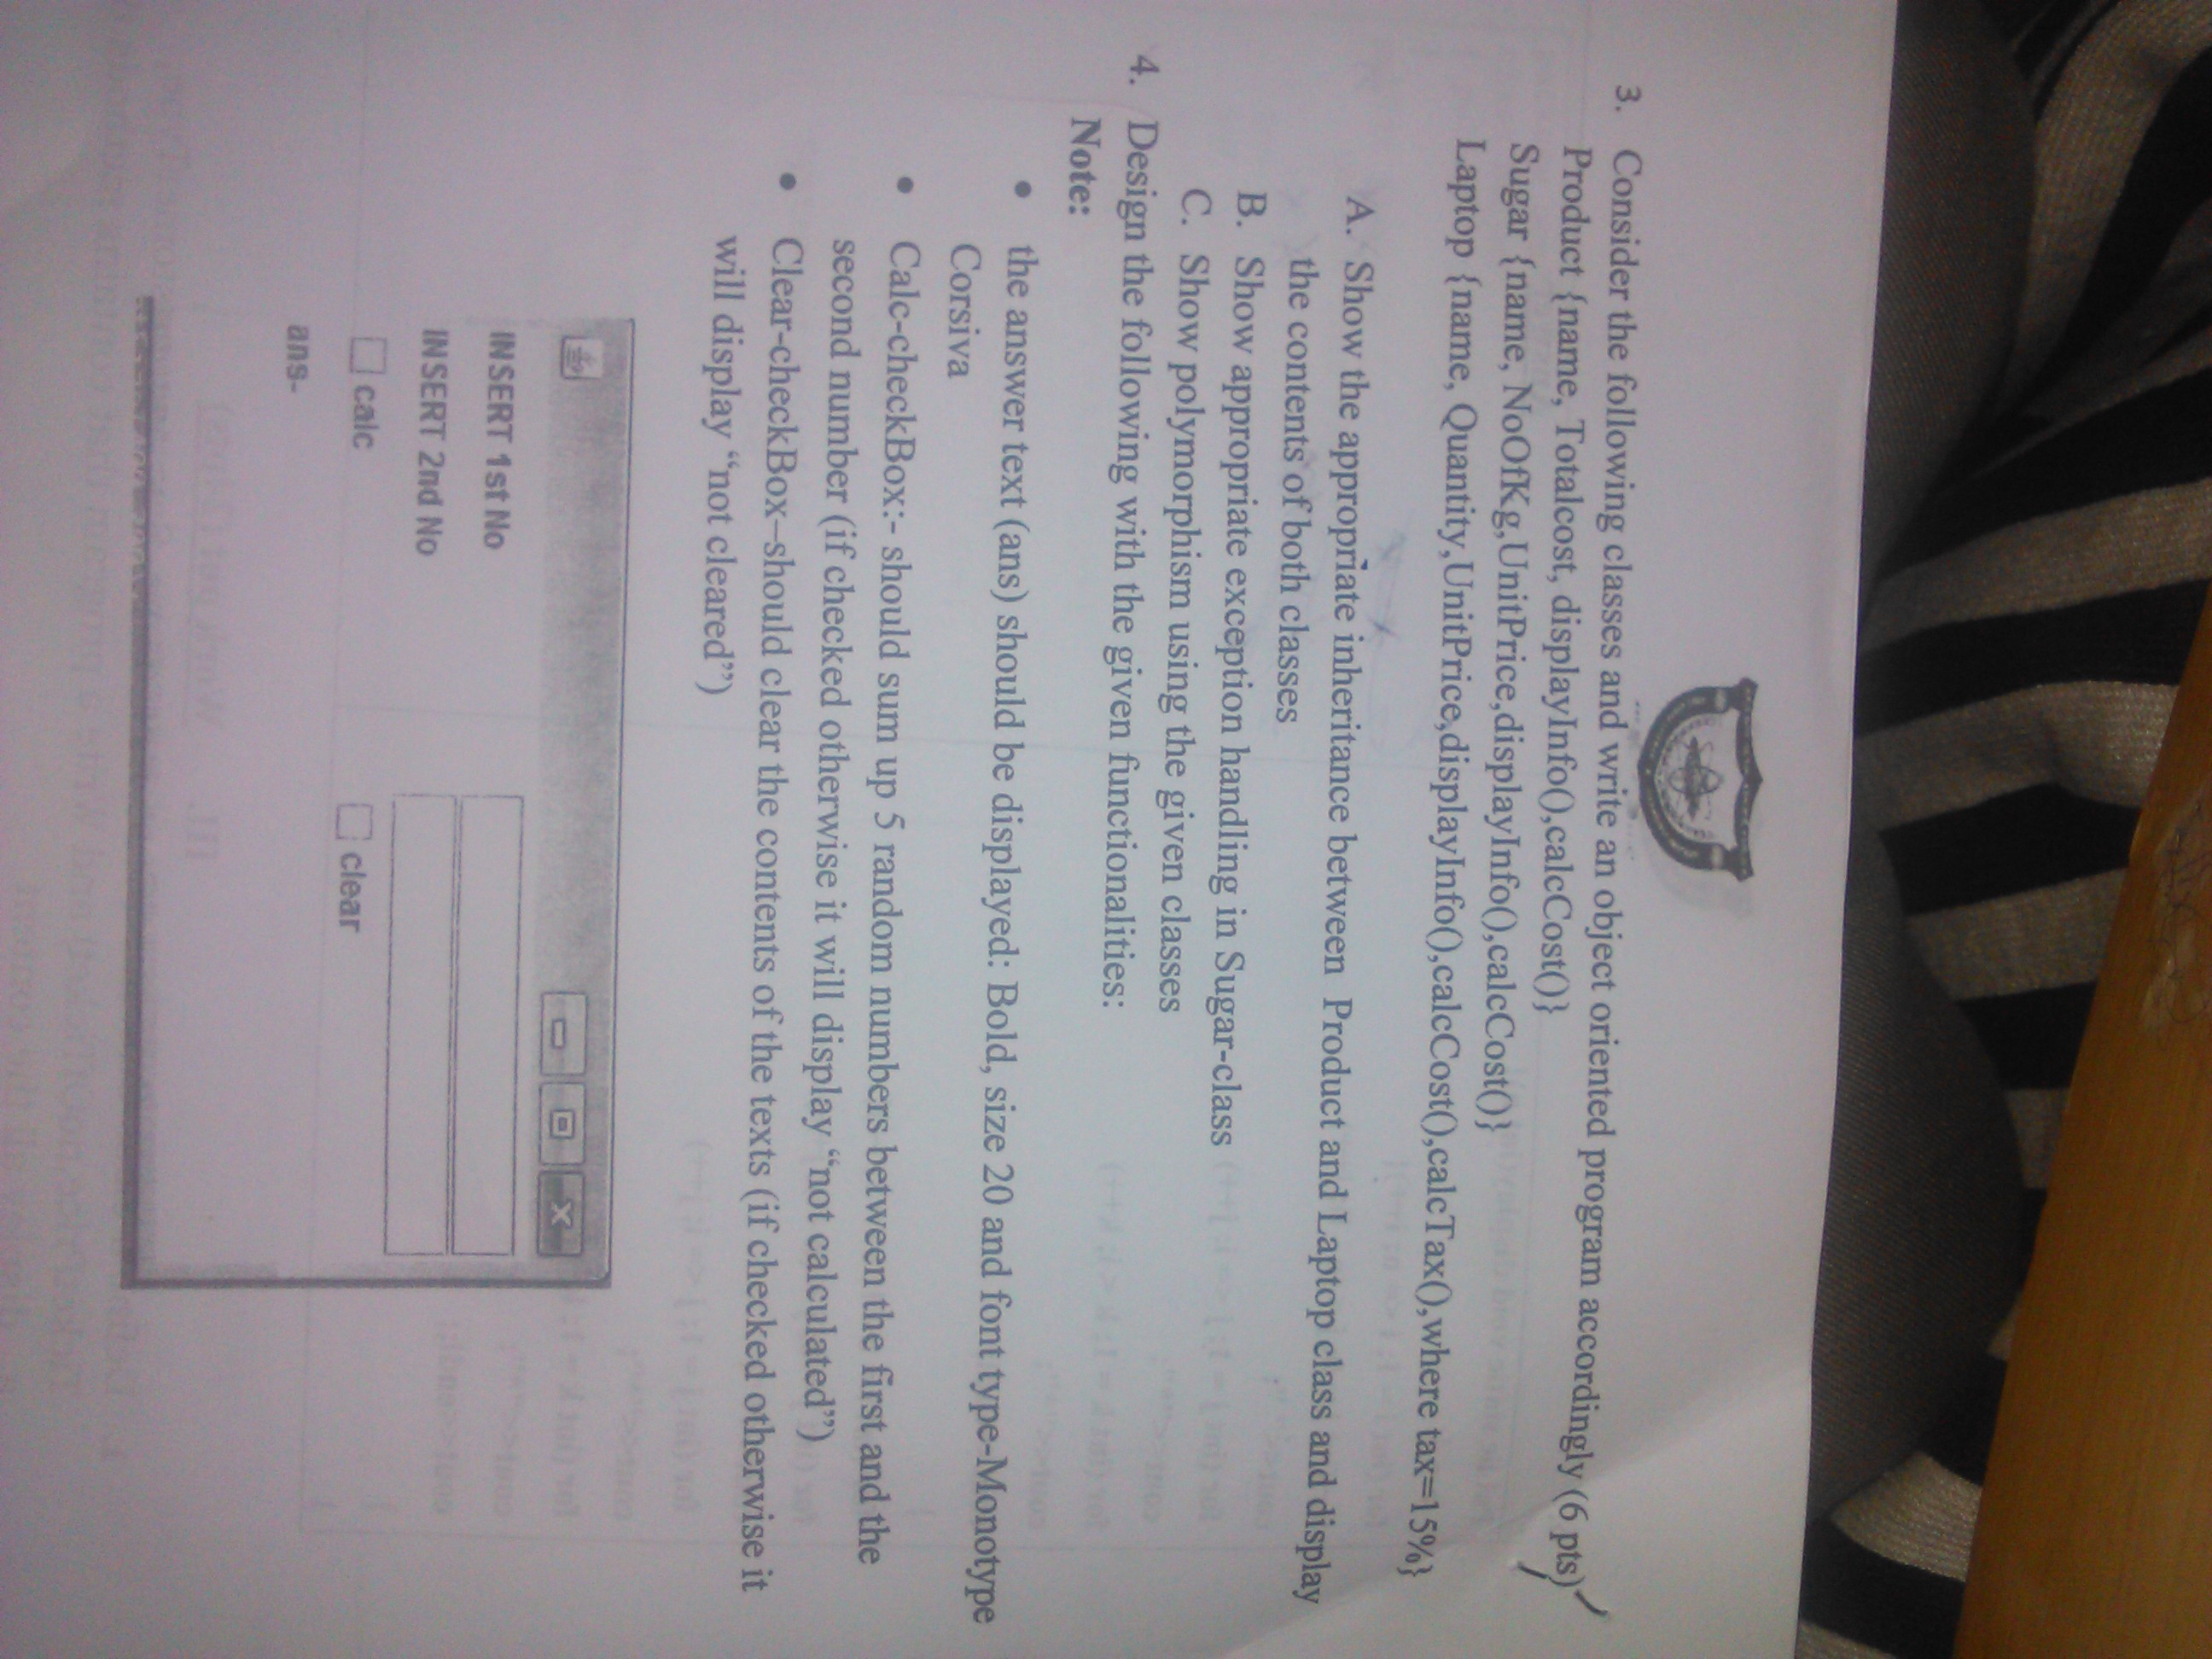 3. Consider the following classes and write an object oriented program accordingly (6 pts)
Product {name, Totalcost, displayInfo(),calcCost()}
Sugar {name, NoOfKg,UnitPrice,displayInfo(),calcCost()}
Laptop {name, Quantity,UnitPrice,displayInfo(),calcCost(),calcTax(),where tax=15%}
A. Show the appropriate inheritance between Product and Laptop class and display
the contents of both classes
B. Show appropriate exception handling in Sugar-class
C. Show polymorphism using the given classes
4. Design the following with the given functionalities:
Note:
• the answer text (ans) should be displayed: Bold, size 20 and font type-Monotype
Corsiva
• Calc-checkBox:- should sum up 5 random numbers between the first and the
second number (if checked otherwise it will display “not calculated”)
• Clear-checkBox–should clear the contents of the texts (if checked otherwise it
will display “not cleared”)
INSERT 1st No
INSERT 2nd No
calc clear
ans-